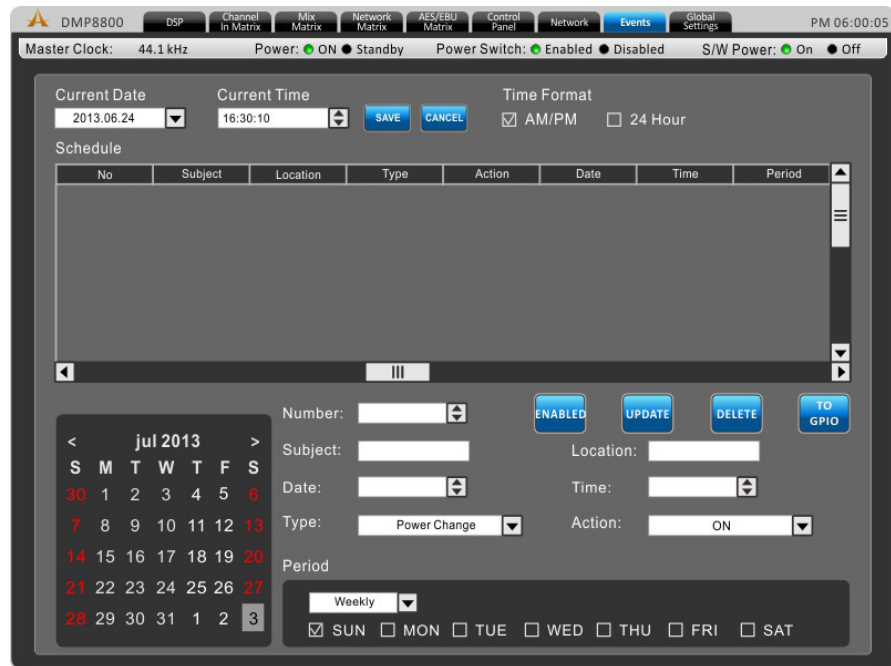 DMP8800 DSP Channel In Matrix Mix Matrix Network Matrix AES/EBU Matrix Control Panel Network Events Global Settings PM 06:00:05
Master Clock: 44.1 kHz Power: ON Standby Power Switch: Enabled Disabled S/W Power: On Off
Current Date Current Time Time Format
2013.06.24 16:30:10 SAVE CANCEL AM/PM 24 Hour
Schedule
No Subject Location Type Action Date Time Period
Number: ENABLED UPDATE DELETE TO GPIO
< jul 2013 >
Subject: Location:
S M T W T F S
Date: Time:
30 1 2 3 4 5 6
Type: Power Change Action: ON
7 8 9 10 11 12 13
14 15 16 17 18 19 20
Period
21 22 23 24 25 26 27
Weekly
28 29 30 31 1 2 3
SUN MON TUE WED THU FRI SAT